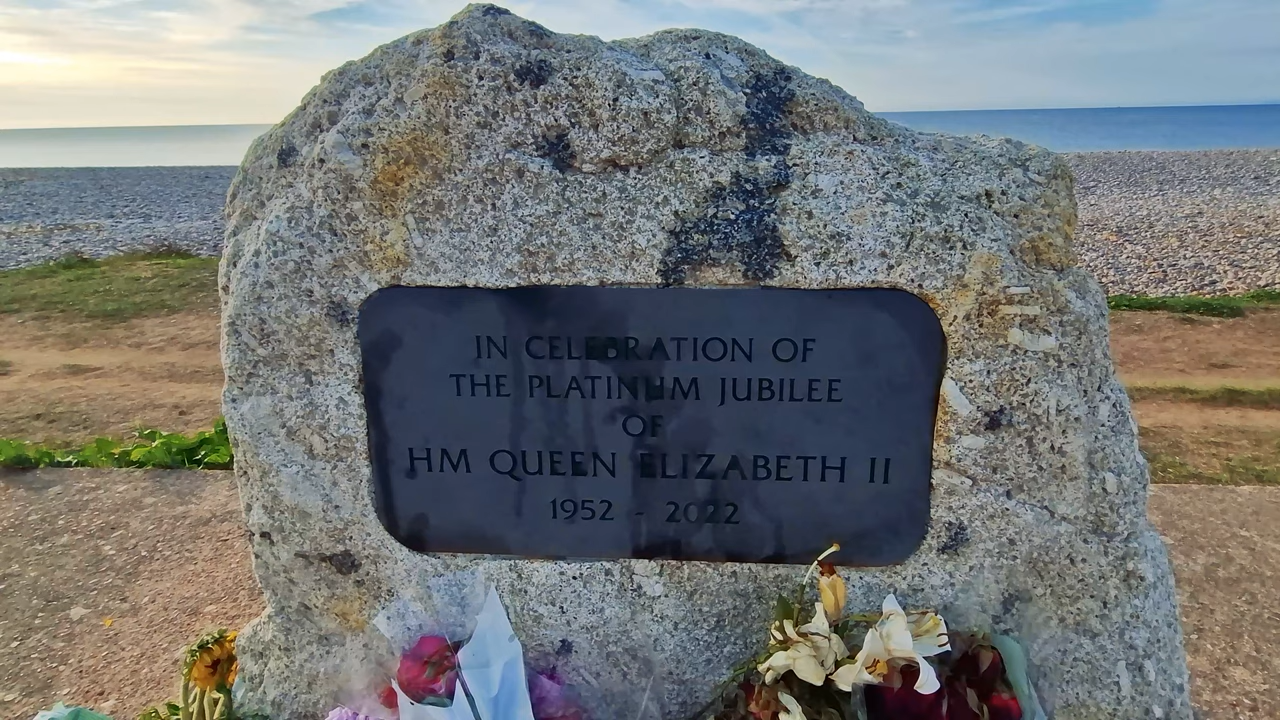 IN CELEBRATION OF
THE PLATINUM JUBILEE
OF
HM QUEEN ELIZABETH II
1952 - 2022